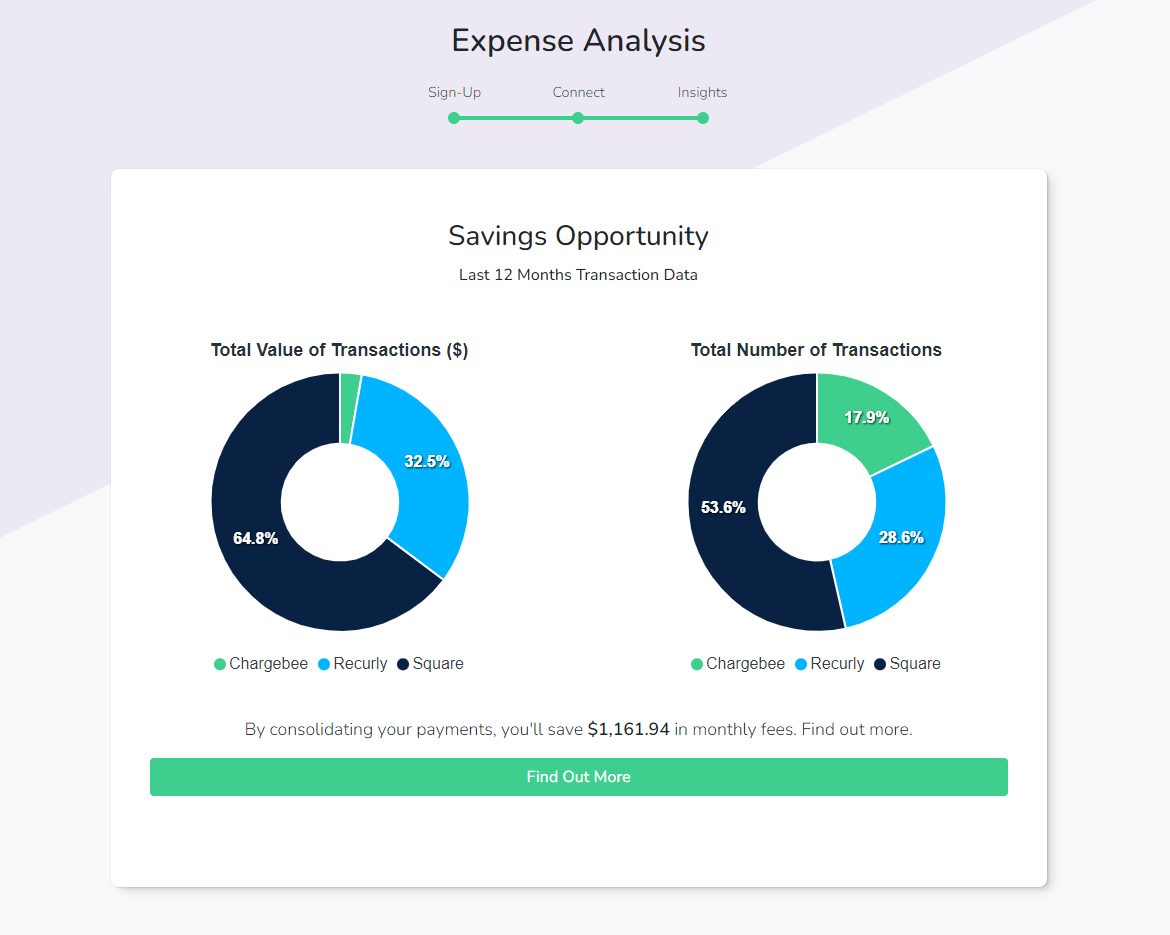 Expense Analysis
Sign-Up Connect Insights
Savings Opportunity
Last 12 Months Transaction Data
Total Value of Transactions ($)
32.5%
64.8%
Chargebee Recurly Square
Total Number of Transactions
17.9%
53.6%
28.6%
Chargebee Recurly Square
By consolidating your payments, you'll save $1,161.94 in monthly fees. Find out more.
Find Out More